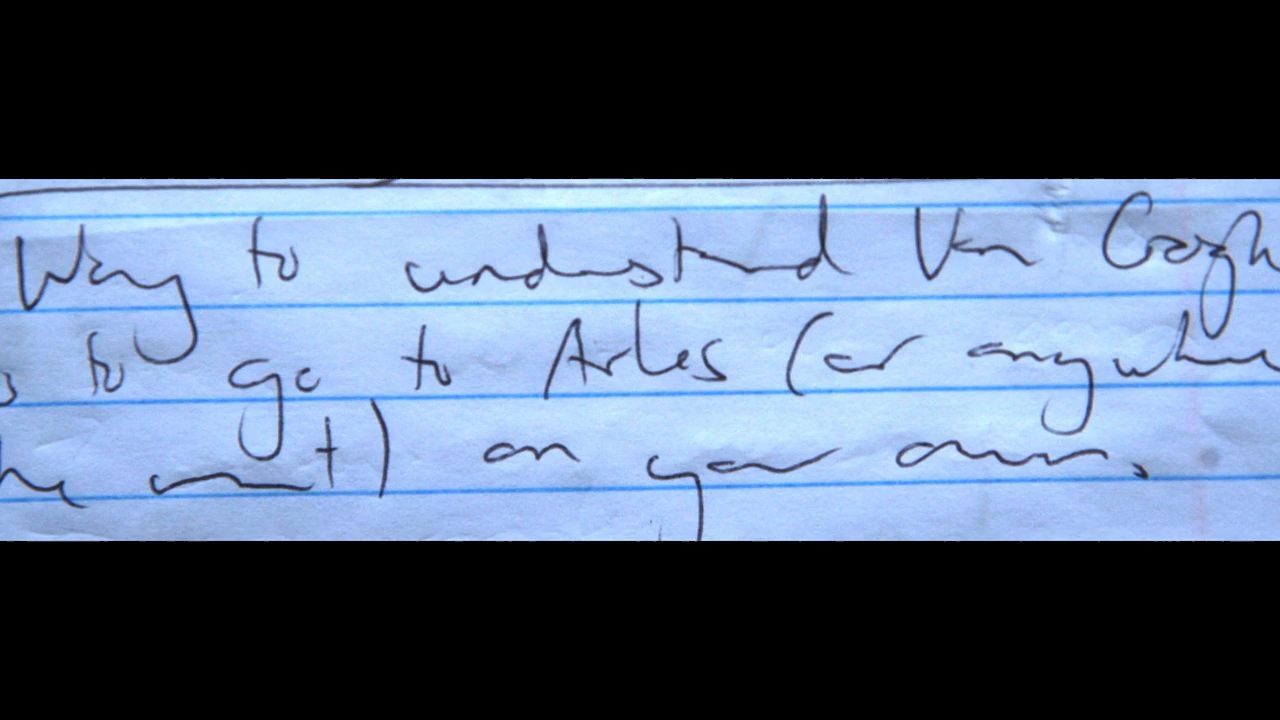 Way to understand Van Gogh
s to go to Arles (or anywhere
he went) on your own.